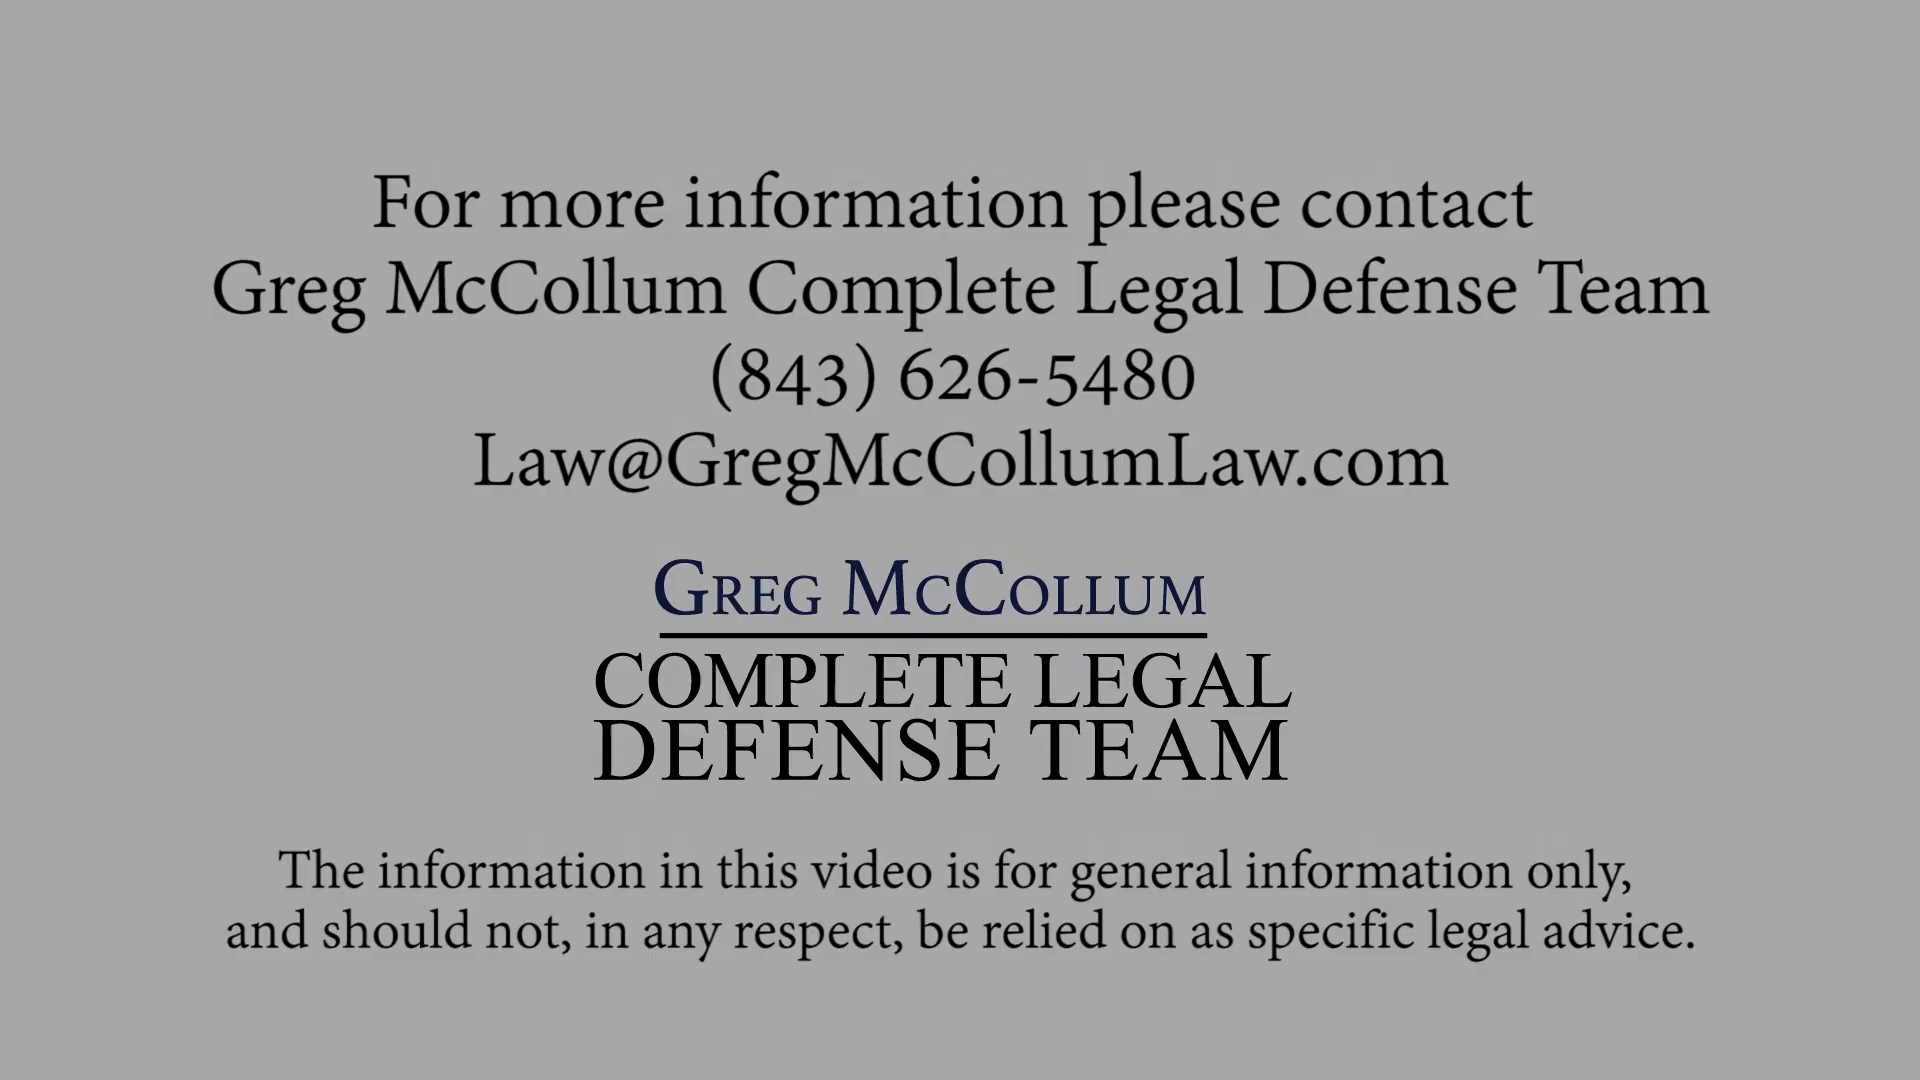 For more information please contact
Greg McCollum Complete Legal Defense Team
(843) 626-5480
Law@GregMcCollumLaw.com
Greg McCollum
COMPLETE LEGAL
DEFENSE TEAM
The information in this video is for general information only,
and should not, in any respect, be relied on as specific legal advice.